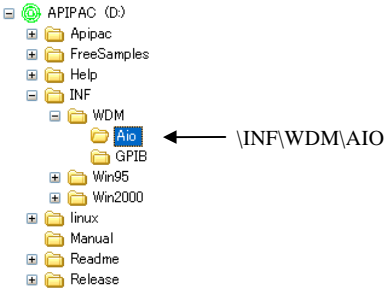 APIPAC (D:)
Apipac
FreeSamples
Help
INF
WDM
Aio
\INF\WDM\AIO
GPIB
Win95
Win2000
linux
Manual
Readme
Release